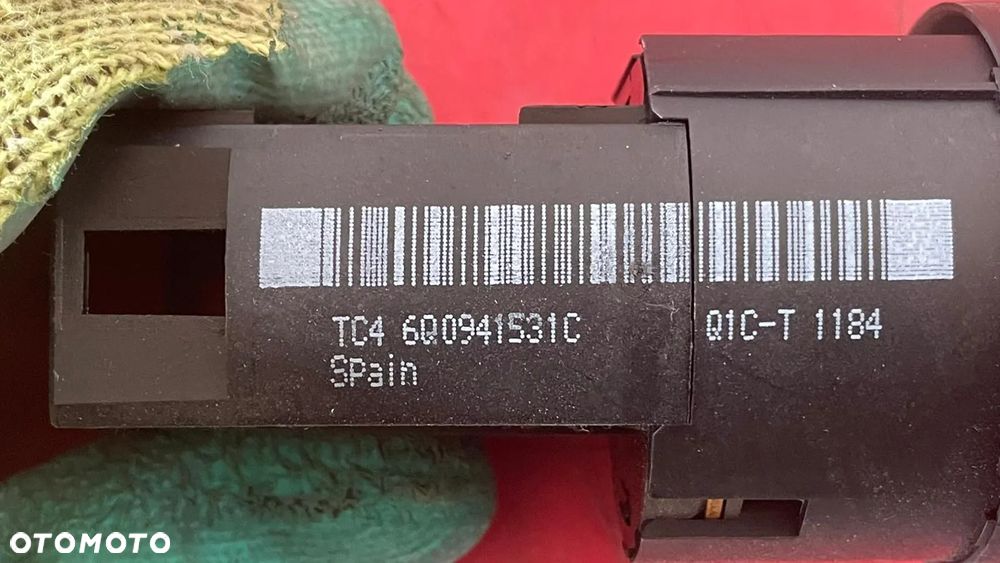 TC4 6Q0941531C Q1C-T 1184
SPain
OTOMOTO